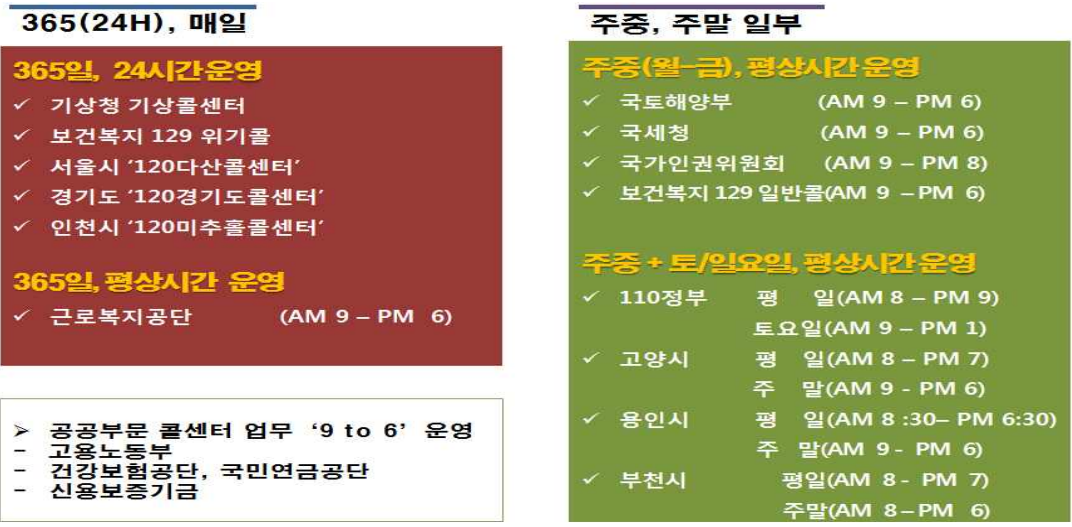 365(24H), 매일
365일, 24시간운영
✓ 기상청 기상콜센터
✓ 보건복지 129 위기콜
✓ 서울시 ‘120다산콜센터’
✓ 경기도 ‘120경기도콜센터’
✓ 인천시 ‘120미추홀콜센터’
365일, 평상시간 운영
✓ 근로복지공단 (AM 9 – PM 6)
➢ 공공부문 콜센터 업무 ‘9 to 6’ 운영
- 고용노동부
- 건강보험공단, 국민연금공단
- 신용보증기금
주중, 주말 일부
주중(월-금), 평상시간 운영
✓ 국토해양부 (AM 9 – PM 6)
✓ 국세청 (AM 9 – PM 6)
✓ 국가인권위원회 (AM 9 – PM 8)
✓ 보건복지 129 일반콜(AM 9 – PM 6)
주중 + 토/일요일, 평상시간 운영
✓ 110정부 평 일(AM 8 – PM 9)
토요일(AM 9 – PM 1)
✓ 고양시 평 일(AM 8 – PM 7)
주 말(AM 9 - PM 6)
✓ 용인시 평 일(AM 8 :30– PM 6:30)
주 말(AM 9 - PM 6)
✓ 부천시 평일(AM 8 - PM 7)
주말(AM 8 – PM 6)